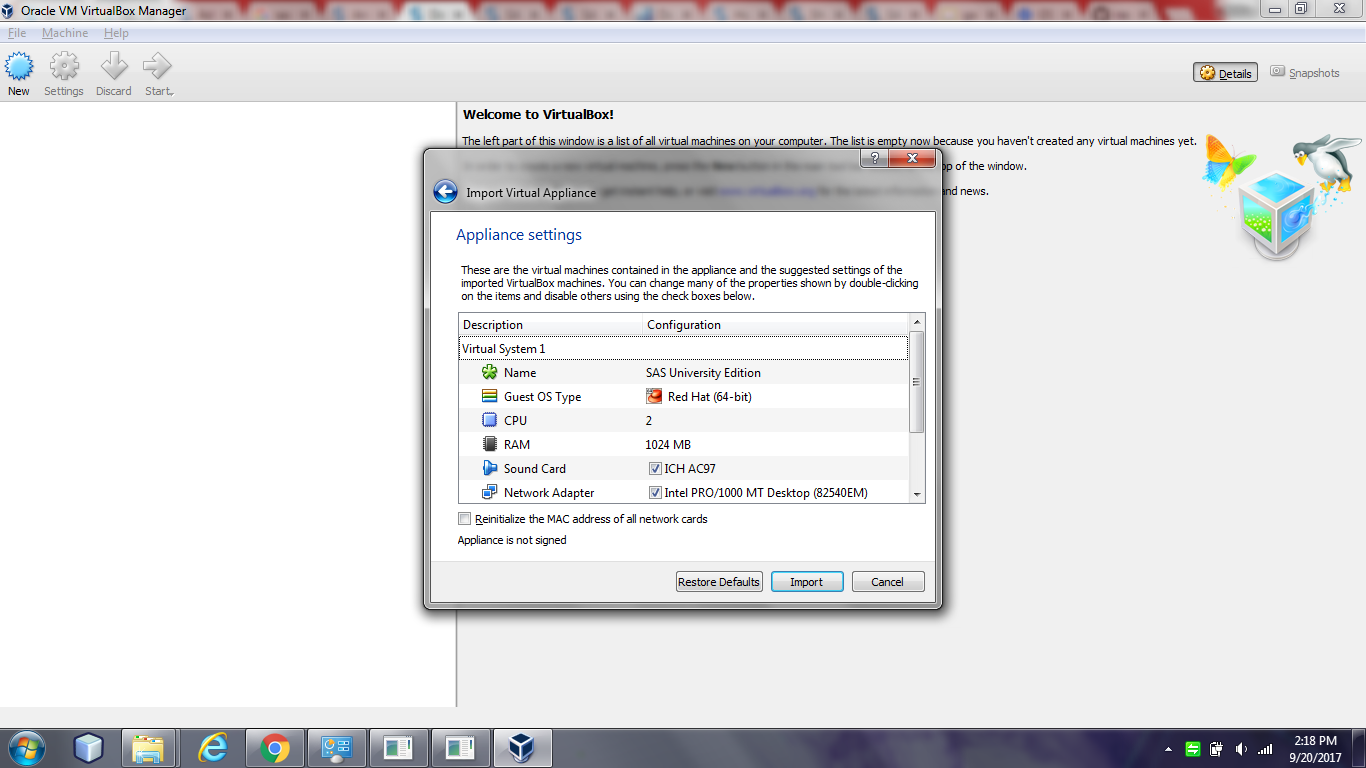 Oracle VM VirtualBox Manager
File Machine Help
New Settings Discard Start
Details Snapshots
Welcome to VirtualBox!
The left part of this window is a list of all virtual machines on your computer. The list is empty now because you haven't created any virtual machines yet.
op of the window.
and news.
Import Virtual Appliance
Appliance settings
These are the virtual machines contained in the appliance and the suggested settings of the
imported VirtualBox machines. You can change many of the properties shown by double-clicking
on the items and disable others using the check boxes below.
Description Configuration
Virtual System 1
Name SAS University Edition
Guest OS Type Red Hat (64-bit)
CPU 2
RAM 1024 MB
Sound Card ICH AC97
Network Adapter Intel PRO/1000 MT Desktop (82540EM)
Reinitialize the MAC address of all network cards
Appliance is not signed
Restore Defaults Import Cancel
2:18 PM
9/20/2017